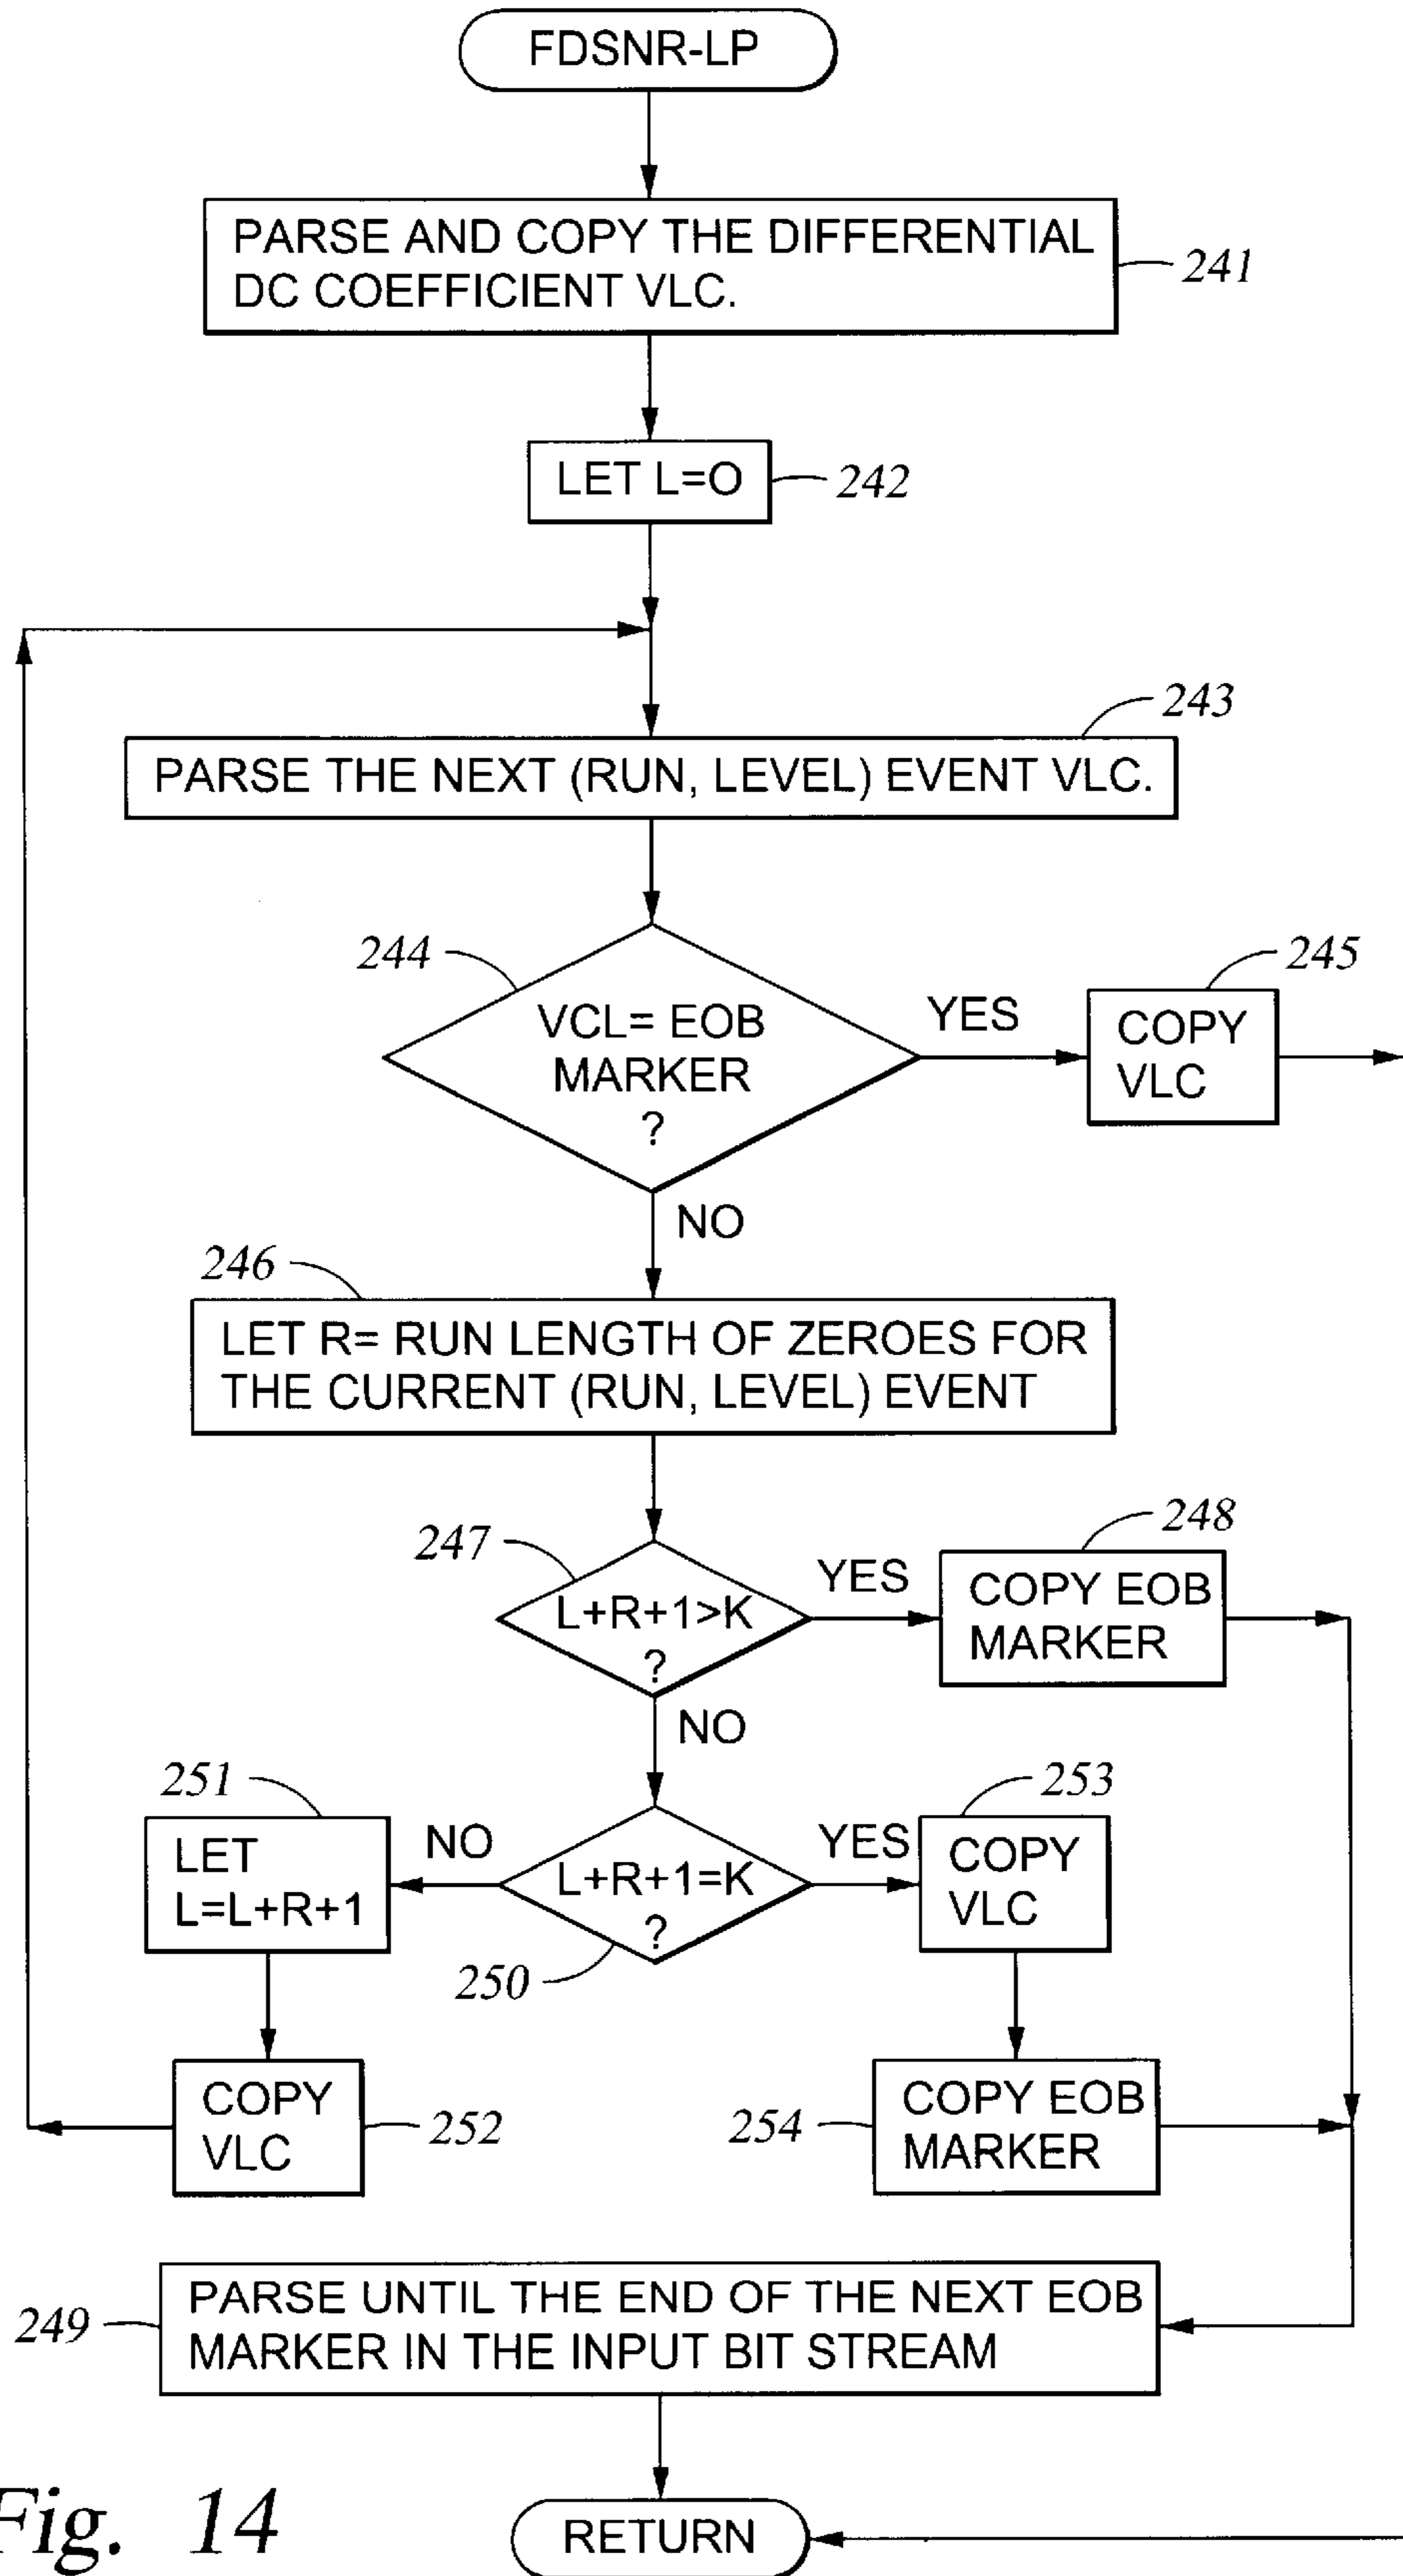 FDSNR-LP
PARSE AND COPY THE DIFFERENTIAL
DC COEFFICIENT VLC.
241
LET L=O
242
243
PARSE THE NEXT (RUN, LEVEL) EVENT VLC.
244
VCL= EOB
MARKER
?
YES
245
COPY
VLC
NO
246
LET R= RUN LENGTH OF ZEROES FOR
THE CURRENT (RUN, LEVEL) EVENT
247
L+R+1>K
?
YES
248
COPY EOB
MARKER
NO
251
LET
L=L+R+1
NO
L+R+1=K
?
250
YES
253
COPY
VLC
COPY
VLC
252
254
COPY EOB
MARKER
249
PARSE UNTIL THE END OF THE NEXT EOB
MARKER IN THE INPUT BIT STREAM
Fig. 14
RETURN